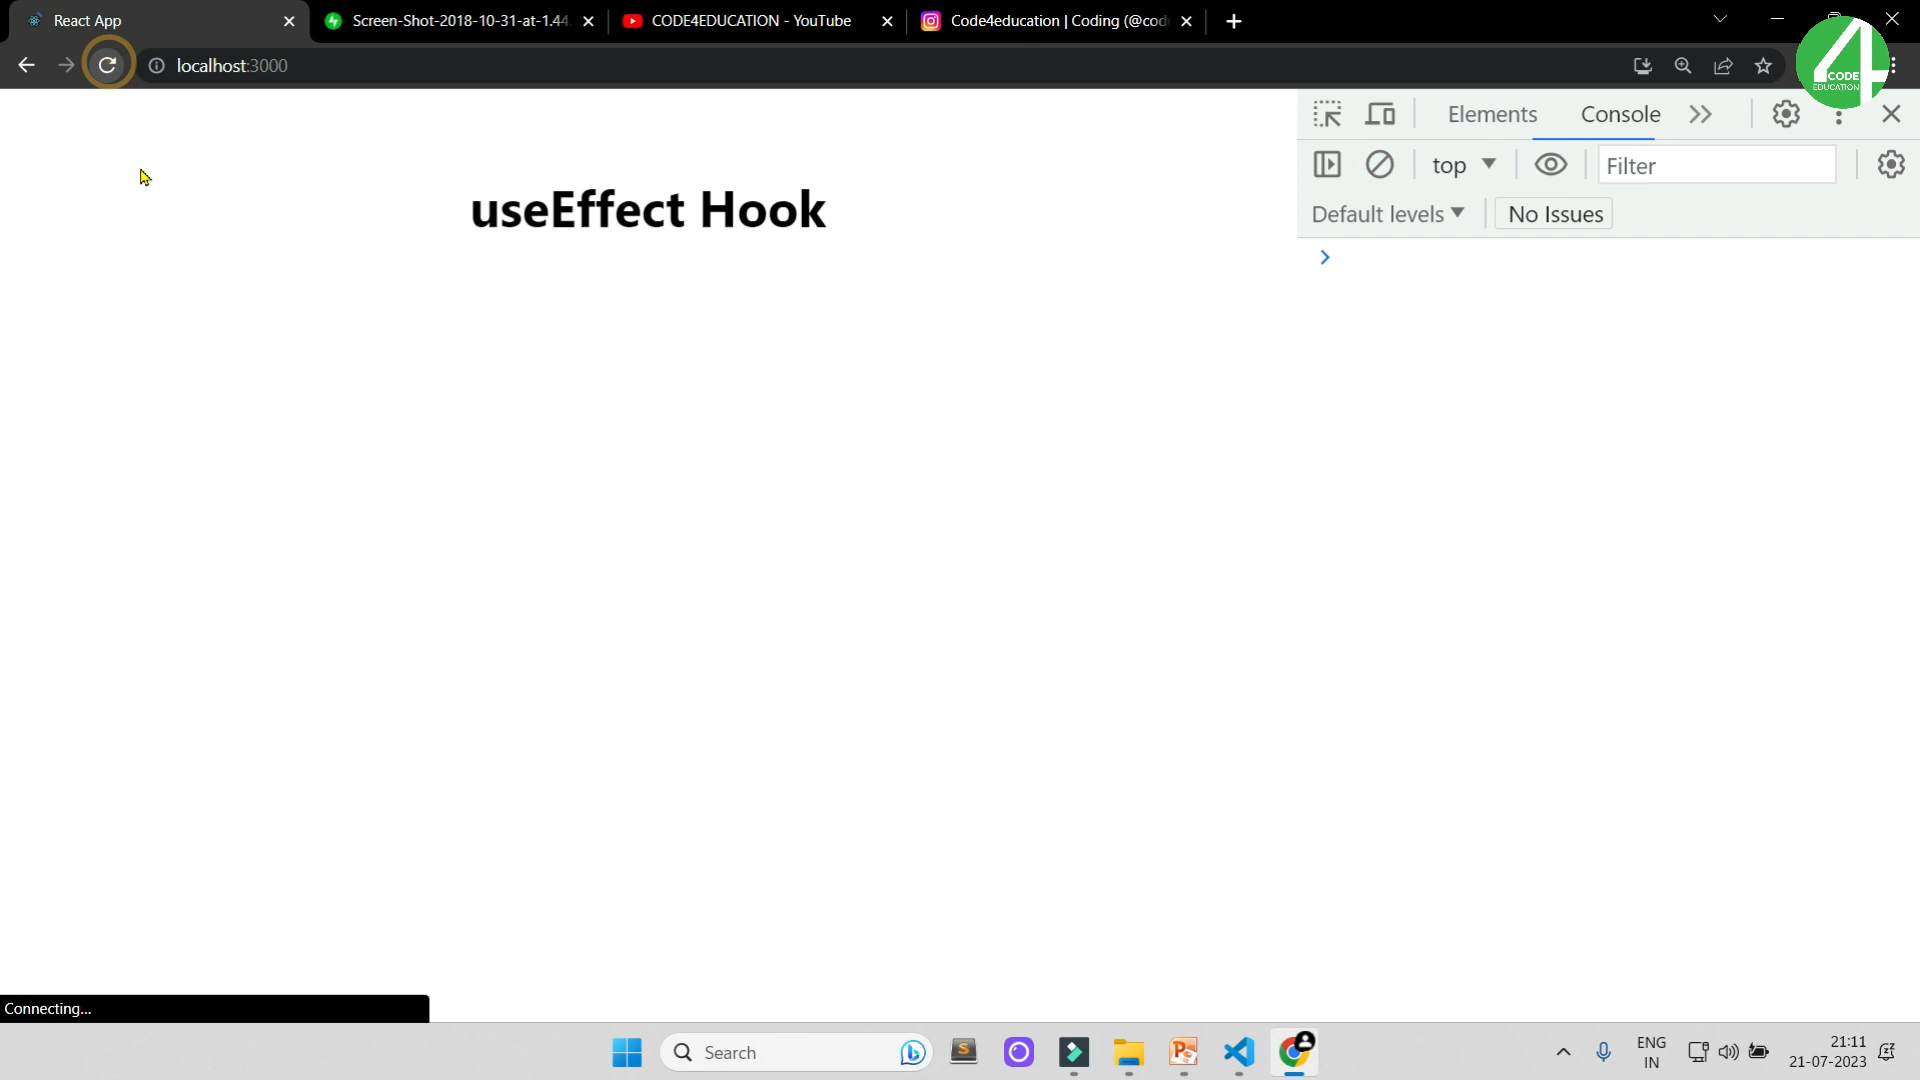 React App
Screen-Shot-2018-10-31-at-1.44.
CODE4EDUCATION - YouTube
Code4education | Coding (@cod
localhost:3000
CODE
EDUCATION
Elements
Console
top
Filter
Default levels
No Issues
useEffect Hook
Connecting...
Search
ENG
IN
21:11
21-07-2023